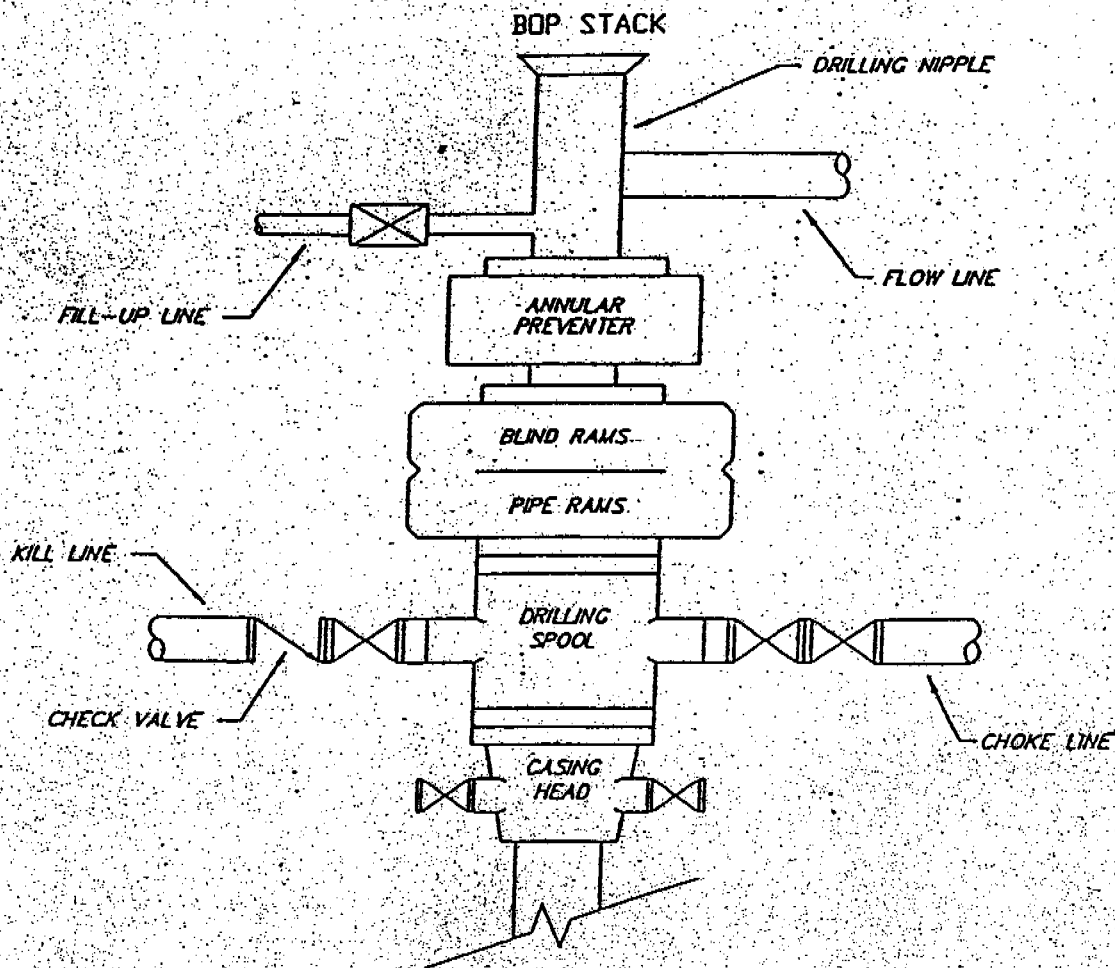 BOP STACK
DRILLING NIPPLE
FLOW LINE
FILL-UP LINE
ANNULAR
PREVENTER
BLIND RAMS
PIPE RAMS
KILL LINE
DRILLING
SPOOL
CHECK VALVE
CHOKE LINE
CASING
HEAD